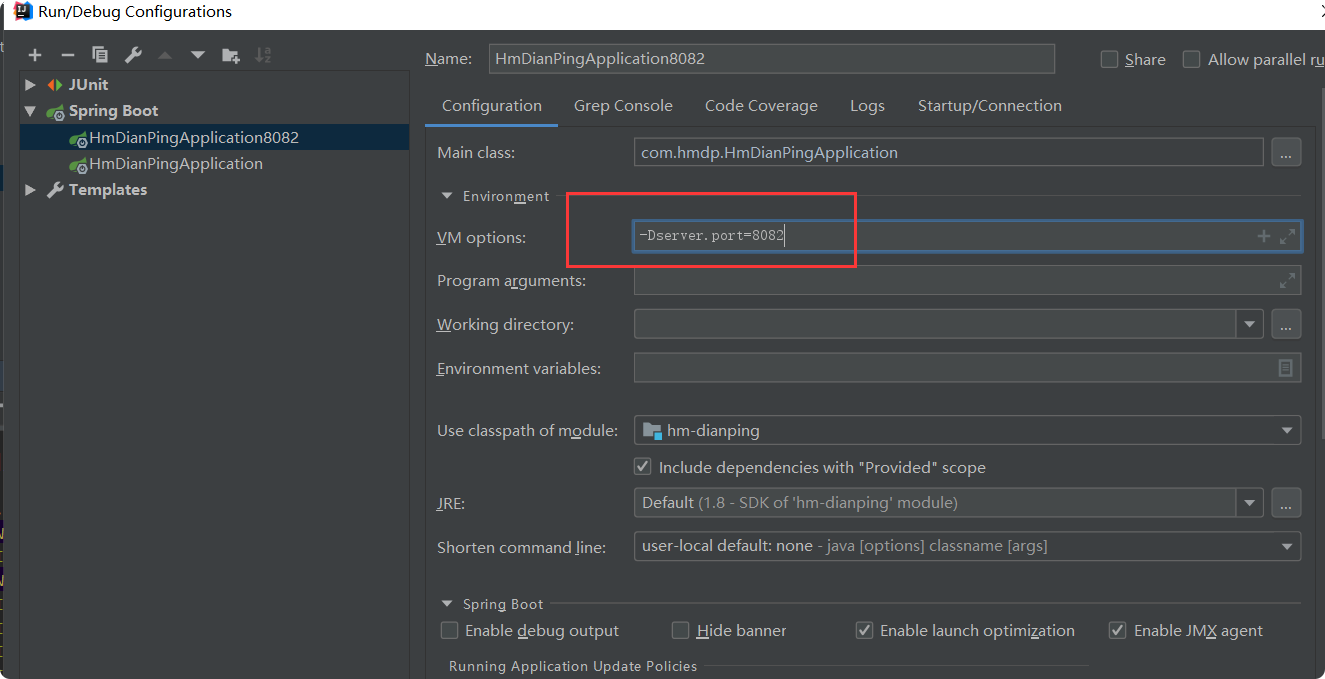 Run/Debug Configurations
JUnit
Spring Boot
HmDianPingApplication8082
HmDianPingApplication
Templates
Name: HmDianPingApplication8082 Share Allow parallel ru
Configuration Grep Console Code Coverage Logs Startup/Connection
Main class: com.hmdp.HmDianPingApplication ...
Environment
VM options: -Dserver.port=8082
Program arguments:
Working directory: ...
Environment variables:
Use classpath of module: hm-dianping
Include dependencies with "Provided" scope
JRE: Default (1.8 - SDK of 'hm-dianping' module) ...
Shorten command line: user-local default: none - java [options] classname [args]
Spring Boot
Enable debug output Hide banner Enable launch optimization Enable JMX agent
Running Application Update Policies